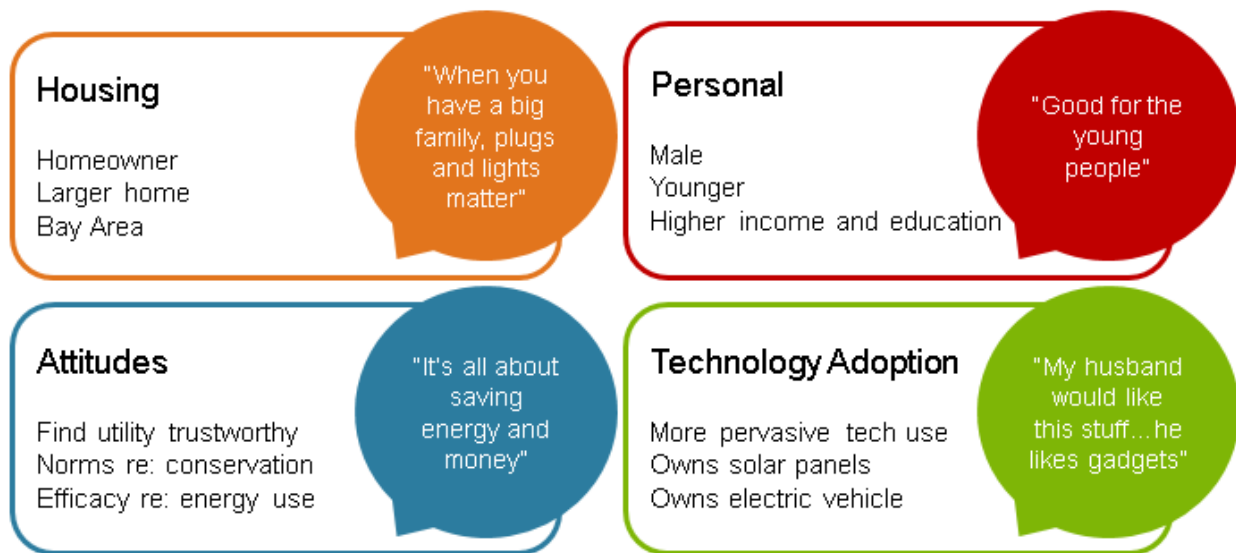 Housing
Homeowner
Larger home
Bay Area
"When you
have a big
family, plugs
and lights
matter"
Personal
Male
Younger
Higher income and education
"Good for the
young
people"
Attitudes
Find utility trustworthy
Norms re: conservation
Efficacy re: energy use
"It's all about
saving
energy and
money"
Technology Adoption
More pervasive tech use
Owns solar panels
Owns electric vehicle
"My husband
would like
this stuff...he
likes gadgets"